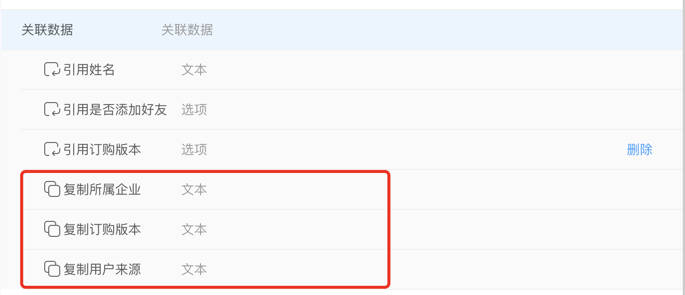 关联数据 关联数据
引用姓名 文本
引用是否添加好友 选项
引用订购版本 选项 删除
复制所属企业 文本
复制订购版本 文本
复制用户来源 文本